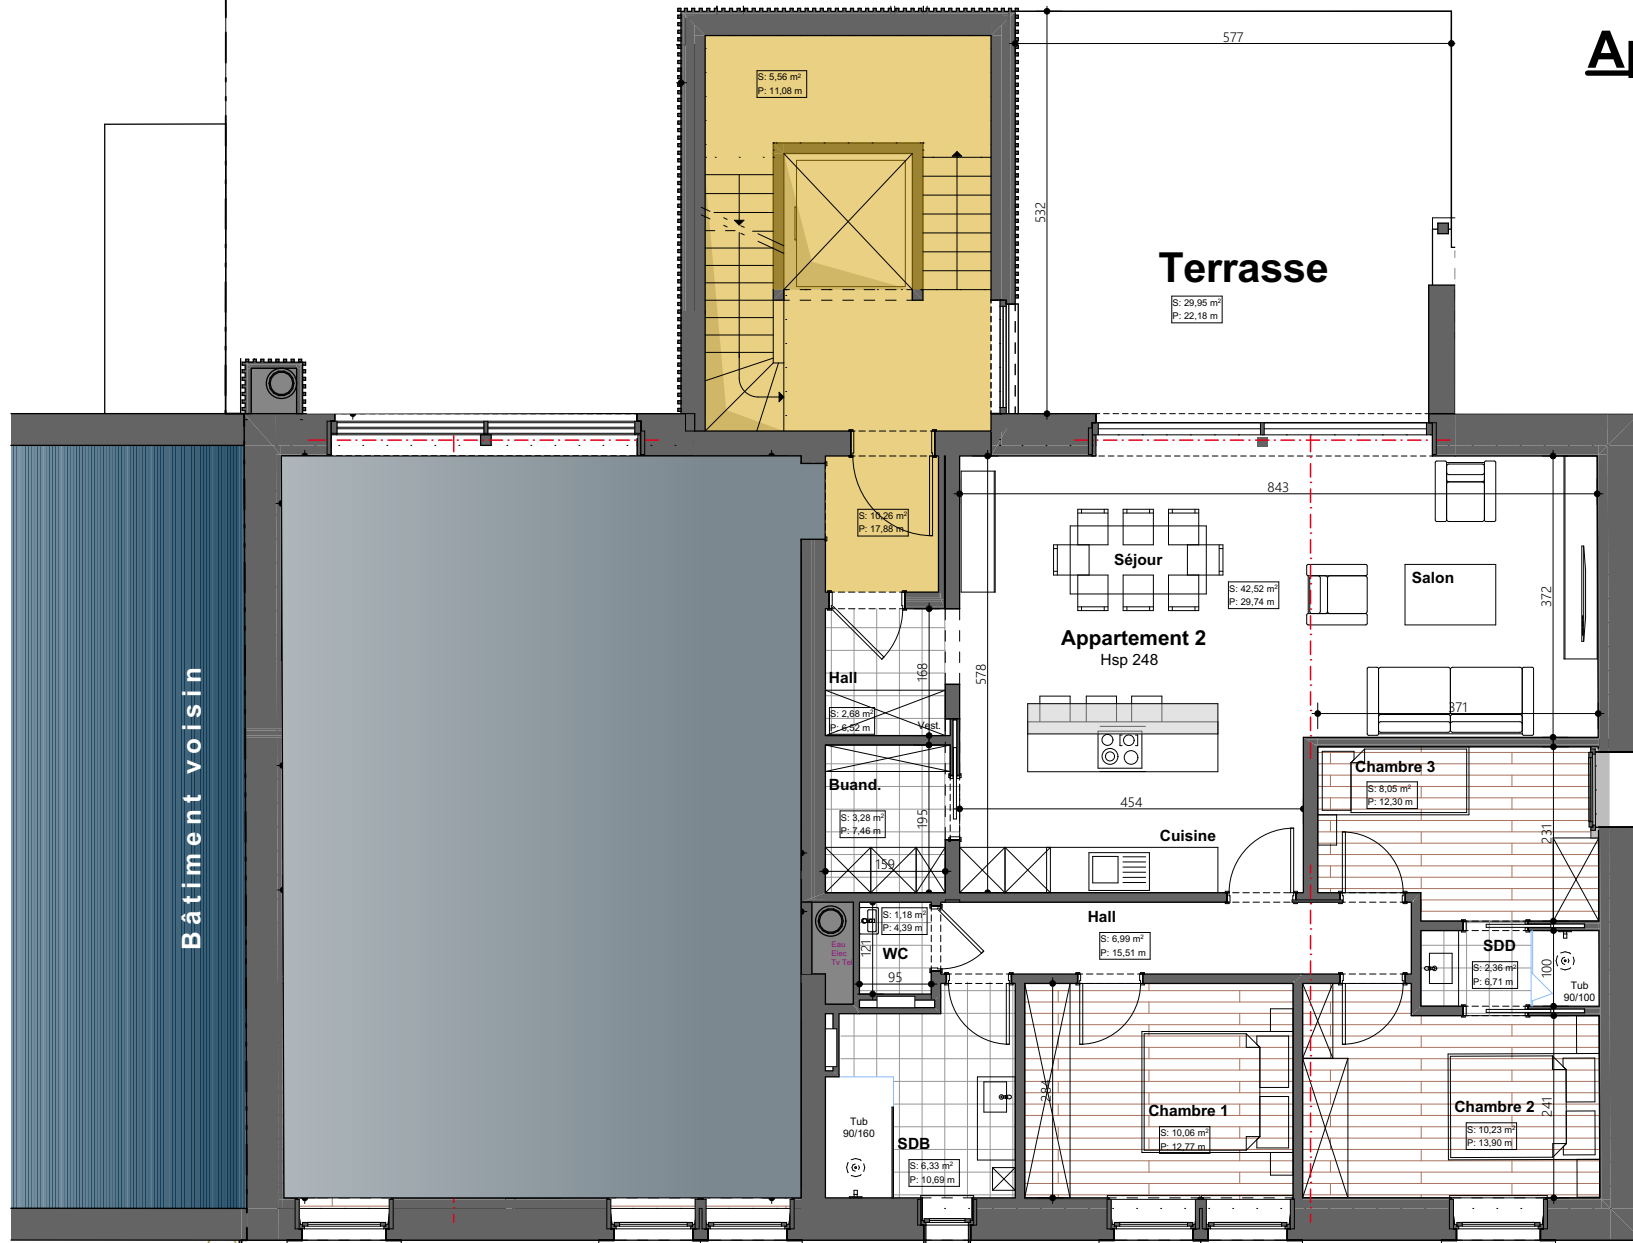 Ap
577
S: 5,56 m²
P: 11,08 m
532
Terrasse
S: 29,95 m²
P: 22,18 m
843
S: 10,26 m²
P: 17,88 m
Séjour
Salon
S: 42,52 m²
P: 29,74 m
372
Appartement 2
Hsp 248
Hall
168
578
S: 2,68 m²
P: 6,52 m
Vest.
371
Bâtiment voisin
Buand.
Chambre 3
S: 8,05 m²
P: 12,30 m
454
S: 3,28 m²
P: 7,46 m
195
Cuisine
231
159
S: 1,18 m²
P: 4,39 m
Hall
S: 6,99 m²
P: 15,51 m
Eau
Elec
Tv Tel
121
WC
95
SDD
S: 2,36 m²
P: 6,71 m
100
Tub
90/100
284
Chambre 1
S: 10,06 m²
P: 12,77 m
Chambre 2
S: 10,23 m²
P: 13,90 m
241
Tub
90/160
SDB
S: 6,33 m²
P: 10,69 m